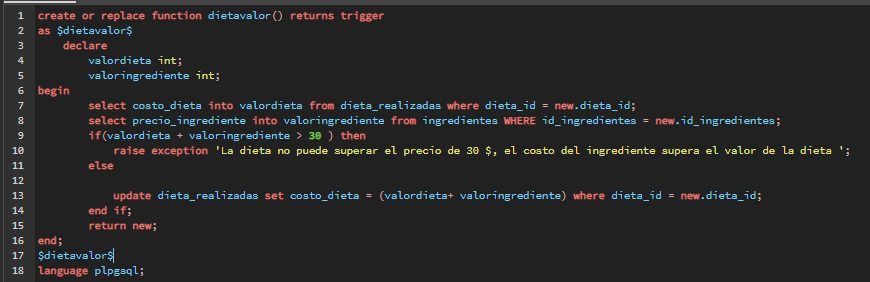 1 create or replace function dietavalor() returns trigger
2 as $dietavalor$
3 declare
4 valordieta int;
5 valoringrediente int;
6 begin
7 select costo_dieta into valordieta from dieta_realizadas where dieta_id = new.dieta_id;
8 select precio_ingrediente into valoringrediente from ingredientes WHERE id_ingredientes = new.id_ingredientes;
9 if(valordieta + valoringrediente > 30 ) then
10 raise exception 'La dieta no puede superar el precio de 30 $, el costo del ingrediente supera el valor de la dieta ';
11 else
12
13 update dieta_realizadas set costo_dieta = (valordieta+ valoringrediente) where dieta_id = new.dieta_id;
14 end if;
15 return new;
16 end;
17 $dietavalor$
18 language plpgsql;